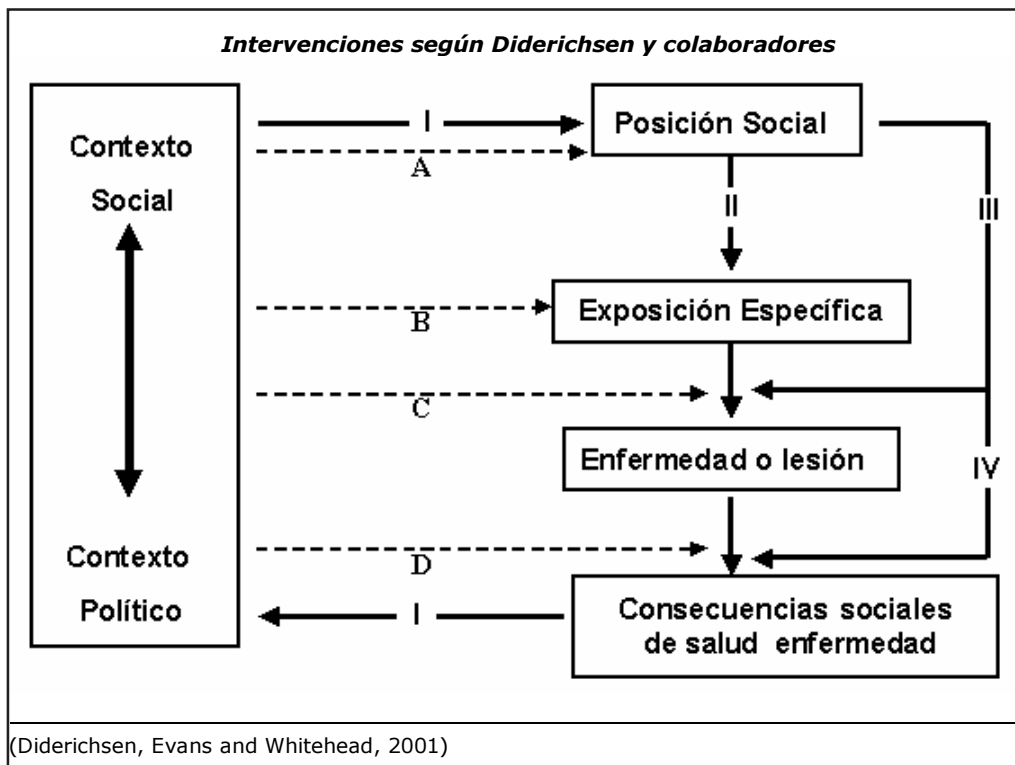 Intervenciones según Diderichsen y colaboradores
Contexto
Social
Contexto
Político
I
A
Posición Social
II
III
B
Exposición Específica
C
Enfermedad o lesión
IV
D
I
Consecuencias sociales
de salud enfermedad
(Diderichsen, Evans and Whitehead, 2001)